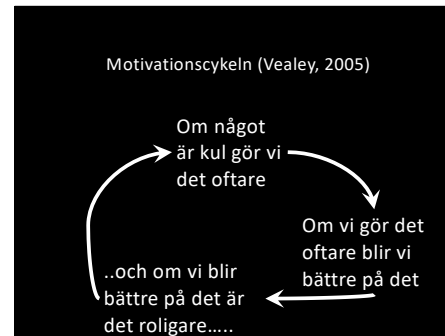 Motivationscykeln (Vealey, 2005)
Om något
är kul gör vi
det oftare
Om vi gör det
oftare blir vi
bättre på det
..och om vi blir
bättre på det är
det roligare.....